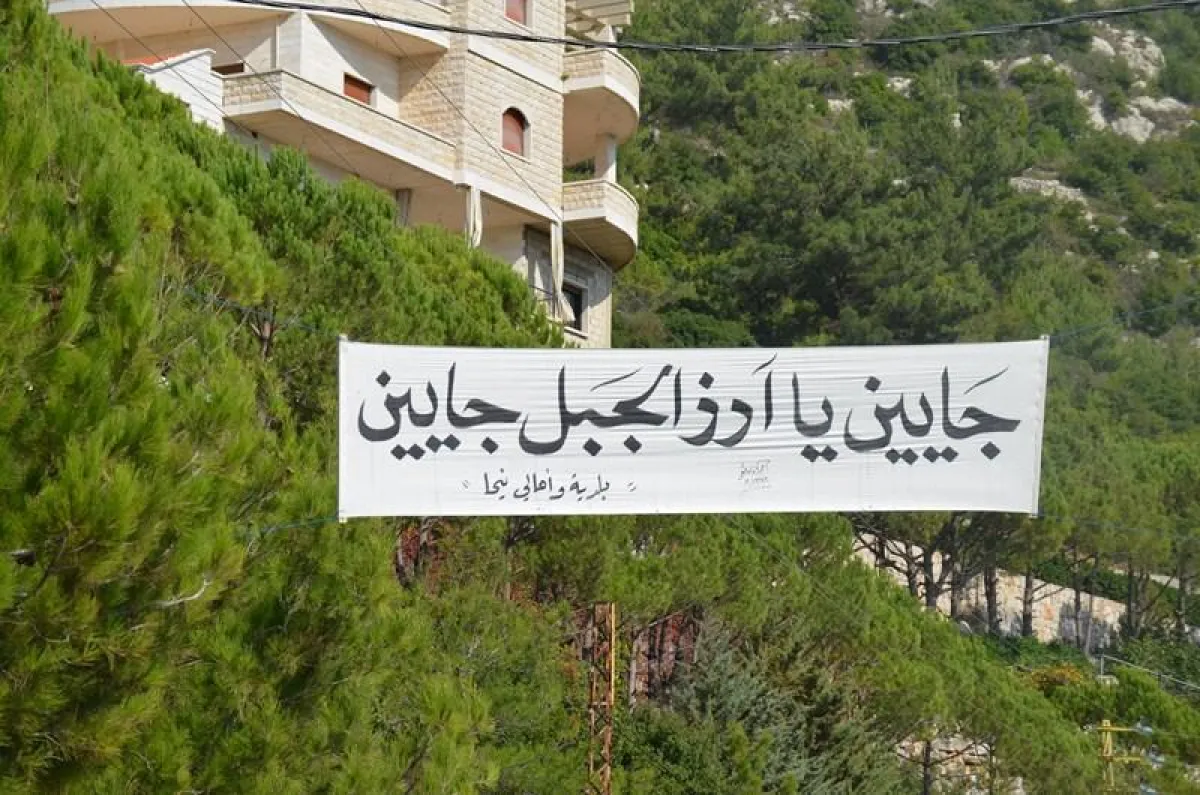 جايين يا أرز الجبل جايين
" بلدية وأهالي نيحا "